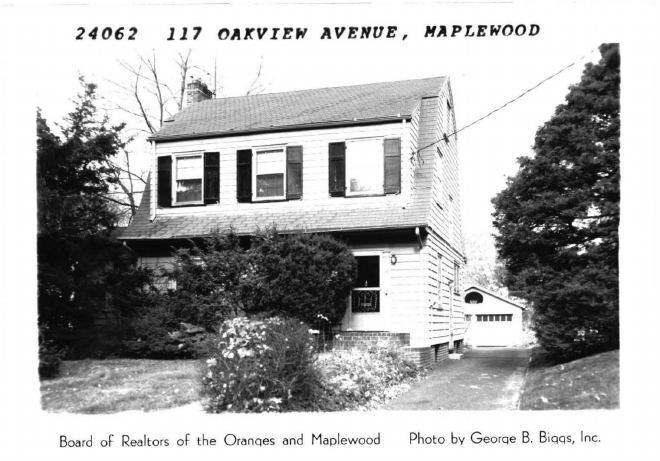 24062 117 OAKVIEW AVENUE, MAPLEWOOD
Board of Realtors of the Oranges and Maplewood Photo by George B. Biggs, Inc.